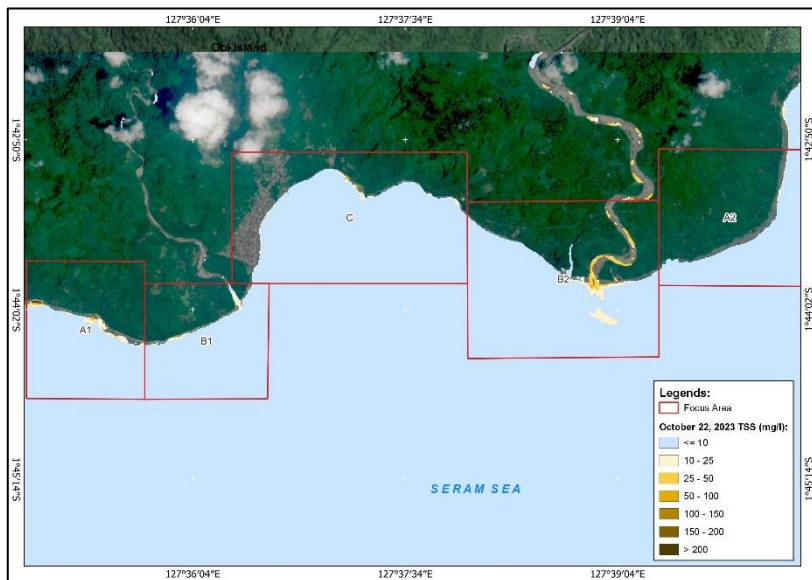 127°36'04"E
127°37'34"E
127°39'04"E
Obi Island
1°42'50"S
1°42'50"S
C
A2
B2
1°44'02"S
1°44'02"S
A1
B1
Legends:
Focus Area
October 22, 2023 TSS (mg/l):
<= 10
10 - 25
25 - 50
50 - 100
100 - 150
150 - 200
> 200
1°45'14"S
1°45'14"S
SERAM SEA
127°36'04"E
127°37'34"E
127°39'04"E